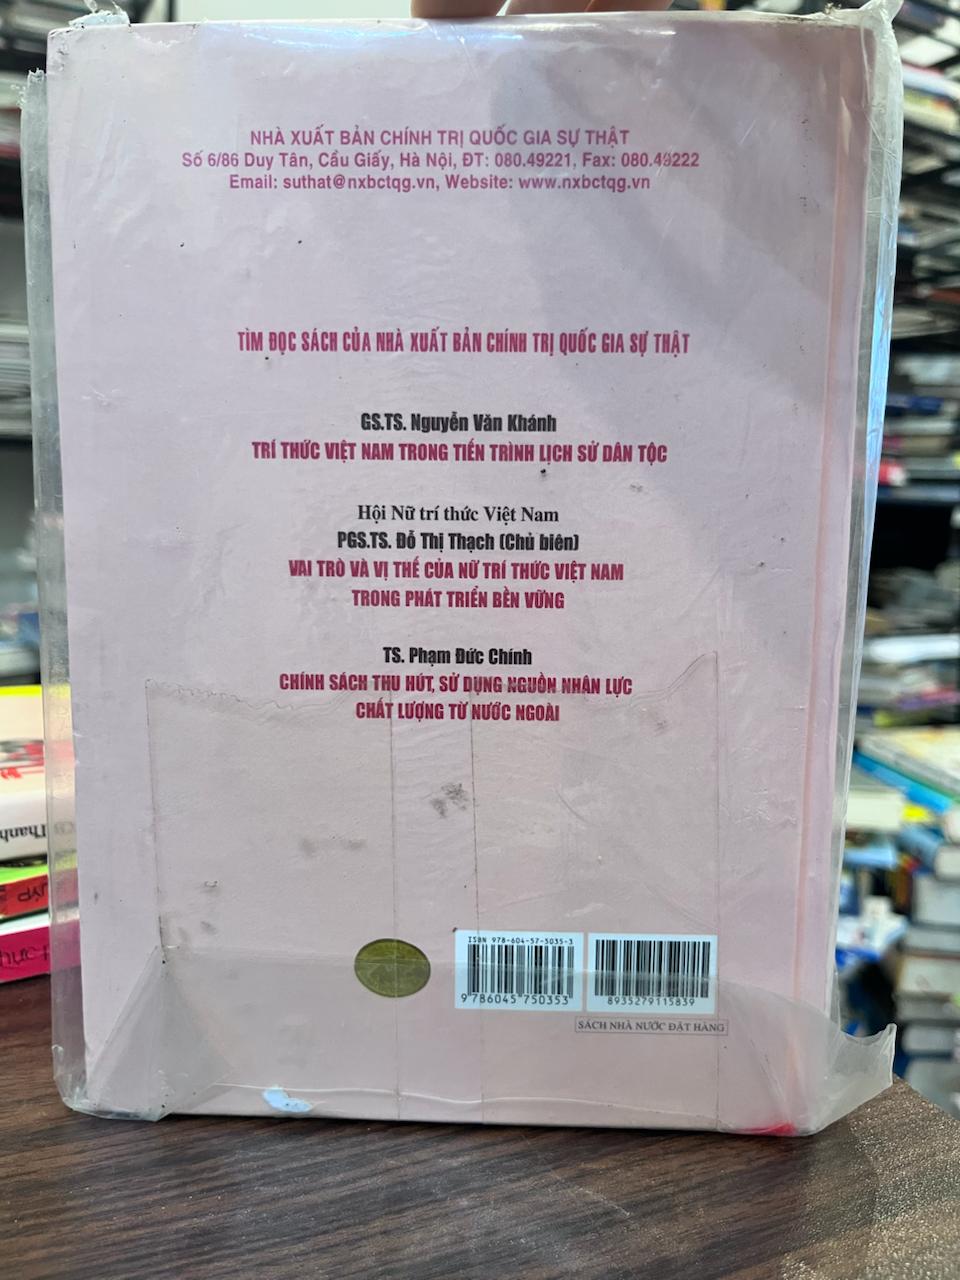 NHÀ XUẤT BẢN CHÍNH TRỊ QUỐC GIA SỰ THẬT
Số 6/86 Duy Tân, Cầu Giấy, Hà Nội, ĐT: 080.49221, Fax: 080.49222
Email: suthat@nxbctqg.vn, Website: www.nxbctqg.vn
TÌM ĐỌC SÁCH CỦA NHÀ XUẤT BẢN CHÍNH TRỊ QUỐC GIA SỰ THẬT
GS.TS. Nguyễn Văn Khánh
TRÍ THỨC VIỆT NAM TRONG TIẾN TRÌNH LỊCH SỬ DÂN TỘC
Hội Nữ trí thức Việt Nam
PGS.TS. Đỗ Thị Thạch (Chủ biên)
VAI TRÒ VÀ VỊ THẾ CỦA NỮ TRÍ THỨC VIỆT NAM
TRONG PHÁT TRIỂN BỀN VỮNG
TS. Phạm Đức Chính
CHÍNH SÁCH THU HÚT, SỬ DỤNG NGUỒN NHÂN LỰC
CHẤT LƯỢNG TỪ NƯỚC NGOÀI
ISBN 978-604-57-5035-3
9 786045 750353
8935279115839
SÁCH NHÀ NƯỚC ĐẶT HÀNG
Thanh